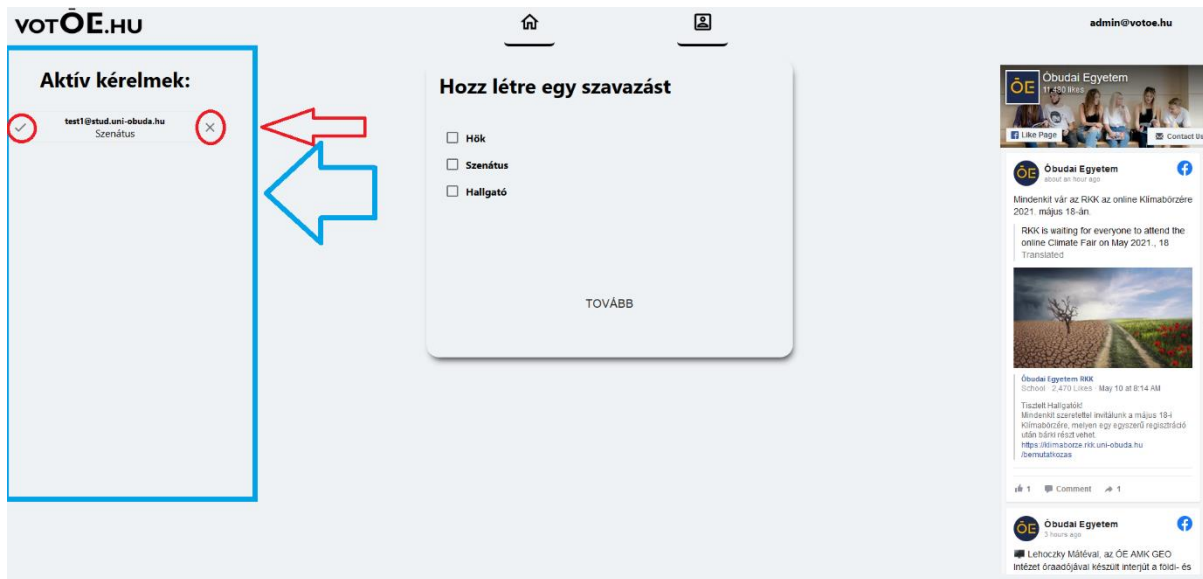 VOTŌE.HU
admin@votoe.hu
Aktív kérelmek:
test1@stud.uni-obuda.hu
Szenátus
Hozz létre egy szavazást
Hök
Szenátus
Hallgató
TOVÁBB
ŌE
Óbudai Egyetem
11,480 likes
Like Page
Contact Us
ŌE
Óbudai Egyetem
about an hour ago
Mindenkit vár az RKK az online Klímabörzére
2021. május 18-án.
RKK is waiting for everyone to attend the
online Climate Fair on May 2021., 18
Translated
Óbudai Egyetem RKK
School · 2,470 Likes · May 10 at 8:14 AM
Tisztelt Hallgatók!
Mindenkit szeretettel invitálunk a május 18-i
Klímabörzére, melyen egy egyszerű regisztráció
után bárki részt vehet.
https://klimaborze.rkk.uni-obuda.hu
/bemutatkozas
1 Comment 1
ŌE
Óbudai Egyetem
3 hours ago
Lehoczky Mátéval, az ÓE AMK GEO
Intézet óraadójával készült interjút a földi- és